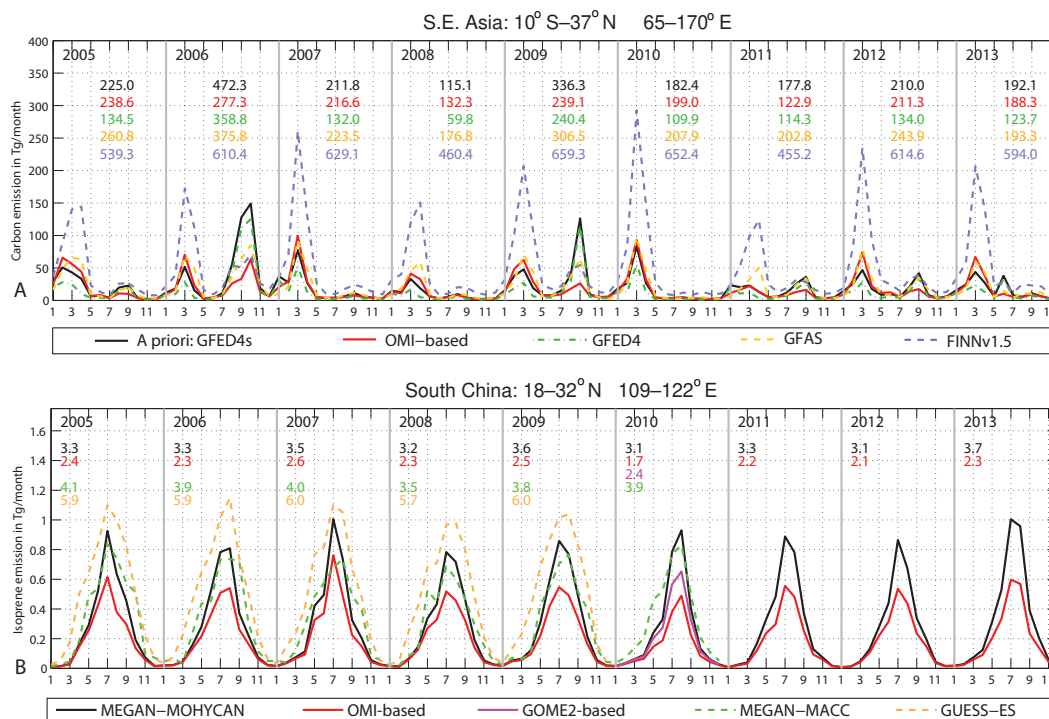 S.E. Asia: 10° S–37° N 65–170° E
400
350
300
250
200
150
100
50
0
Carbon emission in Tg/month
A
2005 2006 2007 2008 2009 2010 2011 2012 2013
225.0 472.3 211.8 115.1 336.3 182.4 177.8 210.0 192.1
238.6 277.3 216.6 132.3 239.1 199.0 122.9 211.3 188.3
134.5 358.8 132.0 59.8 240.4 109.9 114.3 134.0 123.7
260.8 375.8 223.5 176.8 306.5 207.9 202.8 243.9 193.3
539.3 610.4 629.1 460.4 659.3 652.4 455.2 614.6 594.0
1 3 5 7 9 11 1 3 5 7 9 11 1 3 5 7 9 11 1 3 5 7 9 11 1 3 5 7 9 11 1 3 5 7 9 11 1 3 5 7 9 11 1 3 5 7 9 11 1 3 5 7 9 11 1
A priori: GFED4s OMI–based GFED4 GFAS FINNv1.5
South China: 18–32° N 109–122° E
1.6
1.4
1.2
1
0.8
0.6
0.4
0.2
0
Isoprene emission in Tg/month
B
2005 2006 2007 2008 2009 2010 2011 2012 2013
3.3 3.3 3.5 3.2 3.6 3.1 3.3 3.1 3.7
2.4 2.3 2.6 2.3 2.5 1.7 2.2 2.1 2.3
2.4
4.1 3.9 4.0 3.5 3.8 3.9
5.9 5.9 6.0 5.7 6.0
1 3 5 7 9 11 1 3 5 7 9 11 1 3 5 7 9 11 1 3 5 7 9 11 1 3 5 7 9 11 1 3 5 7 9 11 1 3 5 7 9 11 1 3 5 7 9 11 1 3 5 7 9 11 1
MEGAN–MOHYCAN OMI-based GOME2-based MEGAN–MACC GUESS–ES